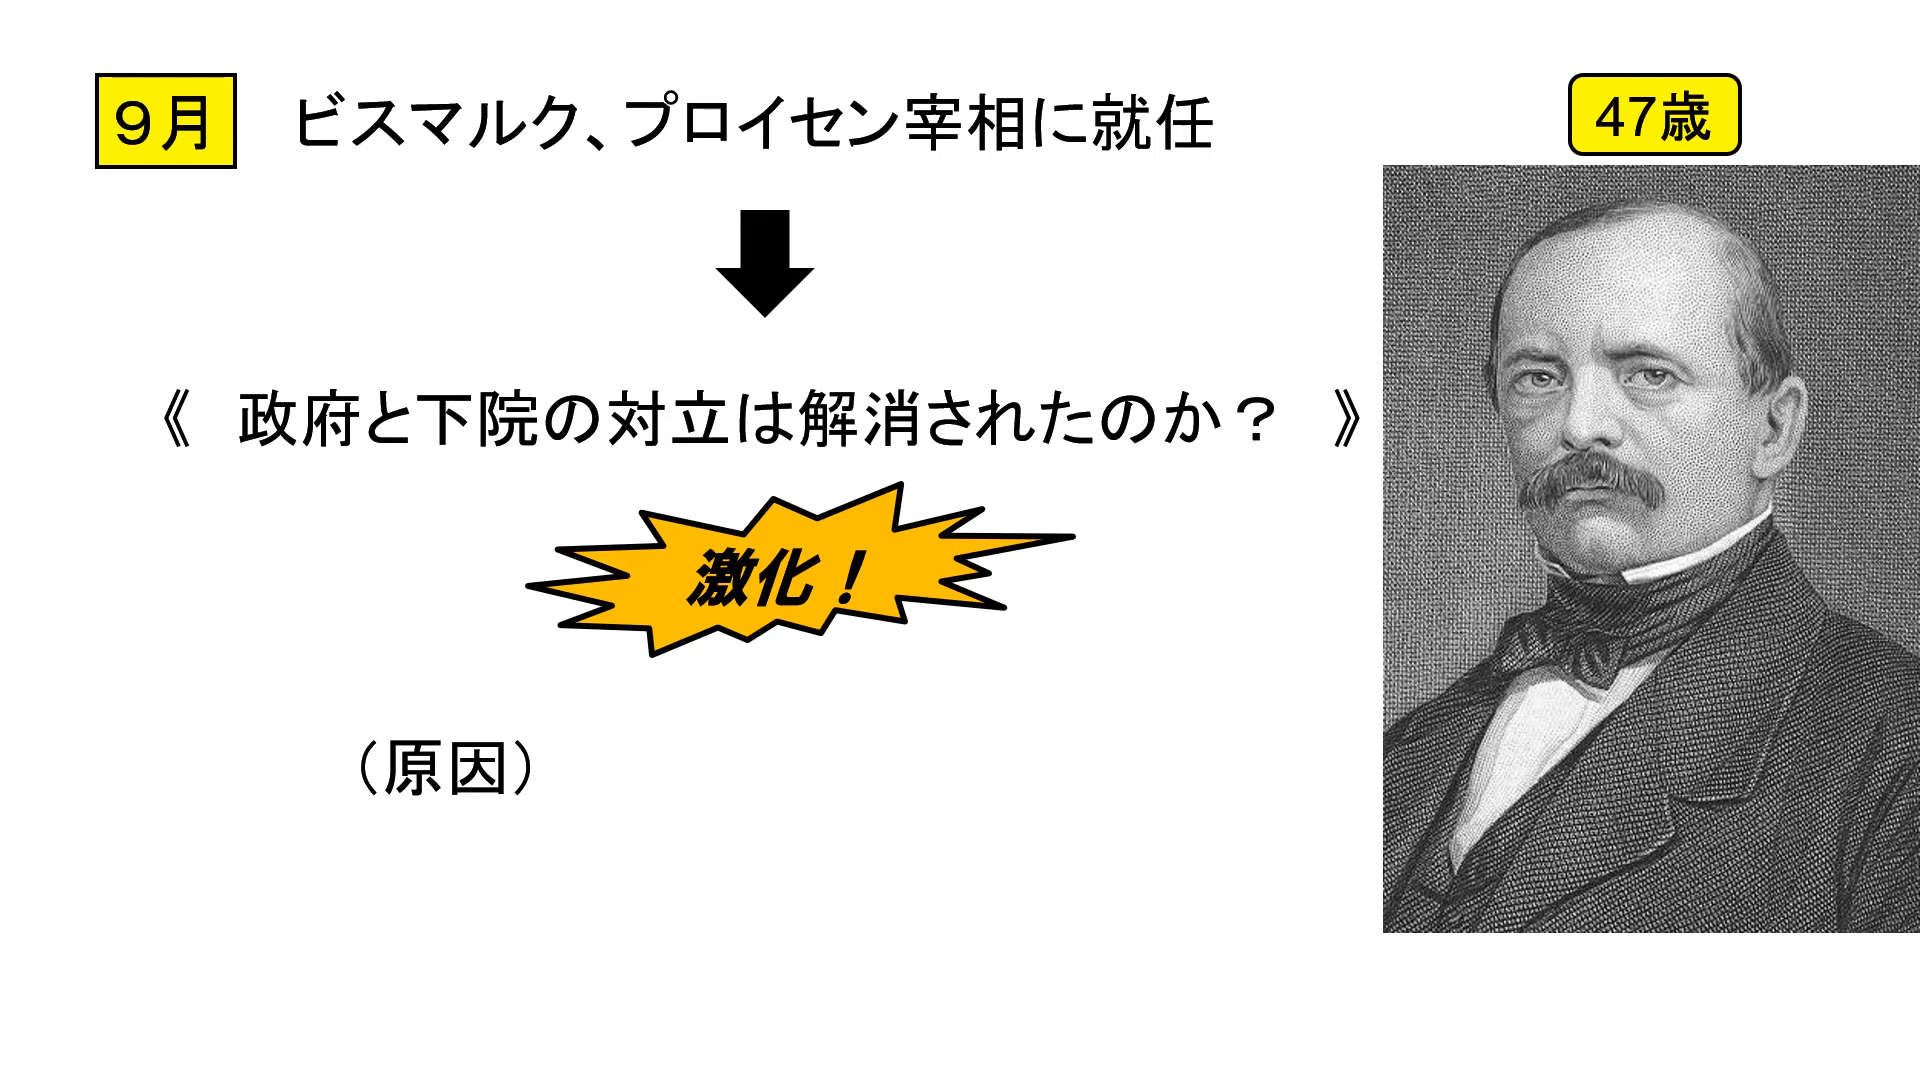 ９月
ビスマルク、プロイセン宰相に就任
47歳
《　政府と下院の対立は解消されたのか？　》
激化！
（原因）